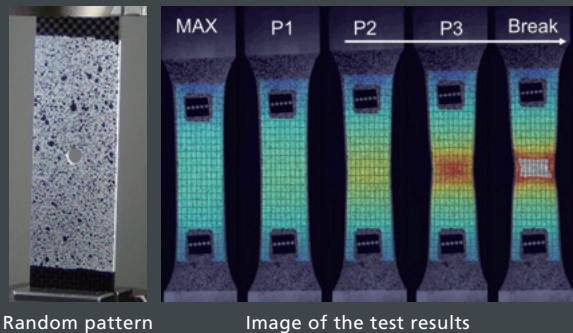 MAX P1 P2 P3 Break
Random pattern
Image of the test results